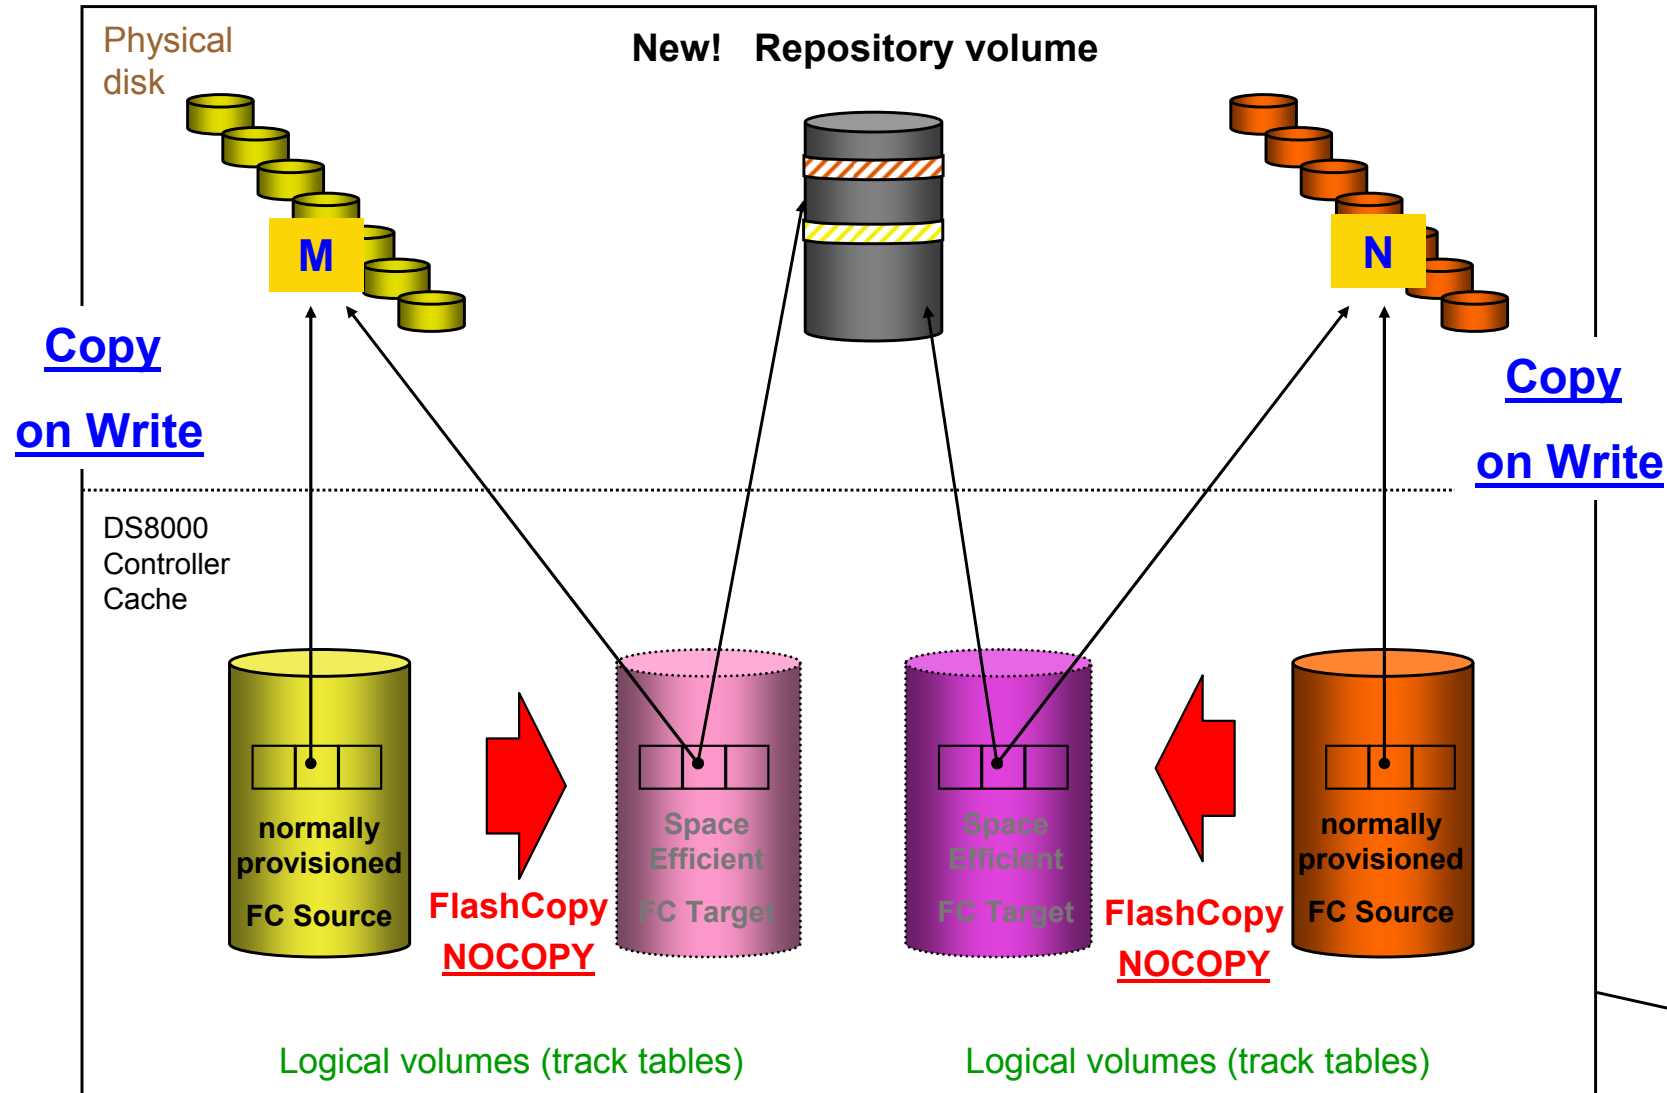 Physical
disk
New! Repository volume
M
N
Copy
on Write
Copy
on Write
DS8000
Controller
Cache
normally
provisioned
FC Source
FlashCopy
NOCOPY
Space
Efficient
FC Target
Space
Efficient
FC Target
FlashCopy
NOCOPY
normally
provisioned
FC Source
Logical volumes (track tables)
Logical volumes (track tables)